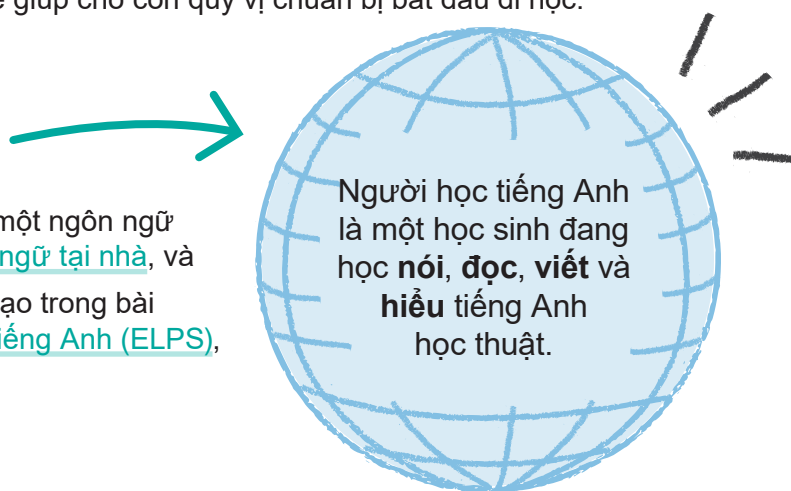 giúp cho con quý vị chuẩn bị bắt đầu đi học.
một ngôn ngữ
ngữ tại nhà, và
ạo trong bài
iếng Anh (ELPS),
Người học tiếng Anh
là một học sinh đang
học nói, đọc, viết và
hiểu tiếng Anh
học thuật.